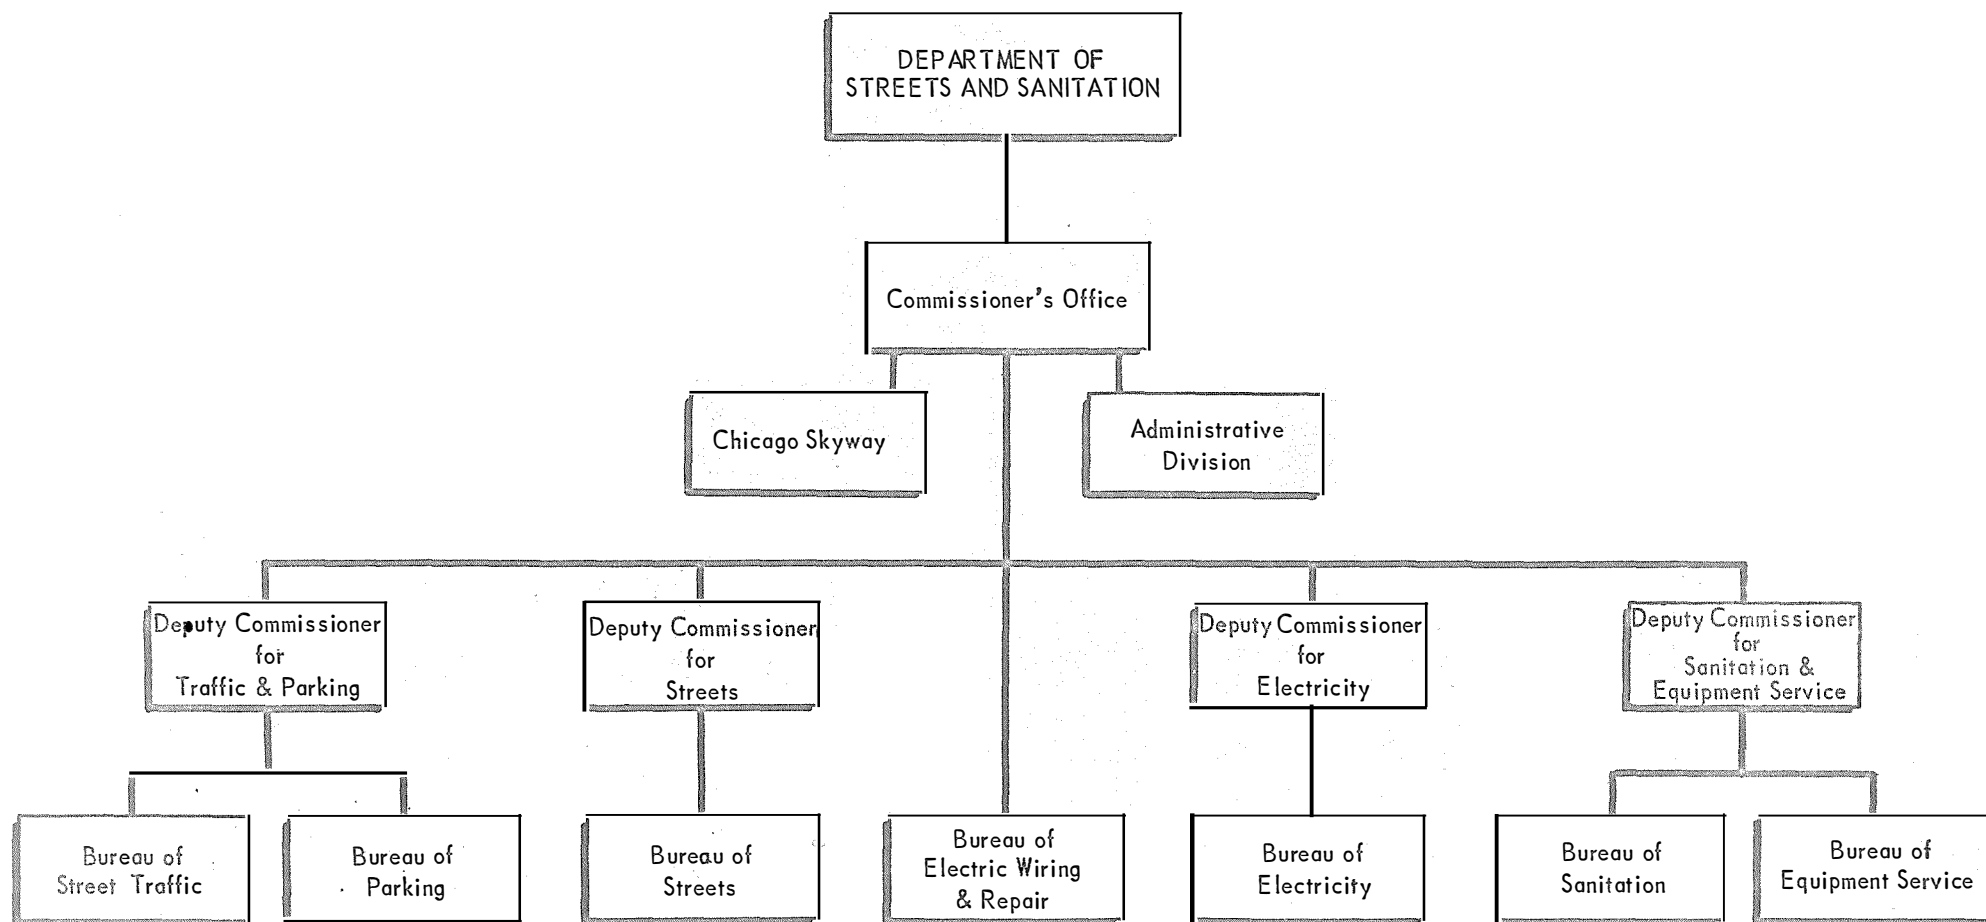 DEPARTMENT OF
STREETS AND SANITATION
Commissioner's Office
Chicago Skyway
Administrative
Division
Deputy Commissioner
for
Traffic & Parking
Deputy Commissioner
for
Streets
Deputy Commissioner
for
Electricity
Deputy Commissioner
for
Sanitation &
Equipment Service
Bureau of
Street Traffic
Bureau of
Parking
Bureau of
Streets
Bureau of
Electric Wiring
& Repair
Bureau of
Electricity
Bureau of
Sanitation
Bureau of
Equipment Service